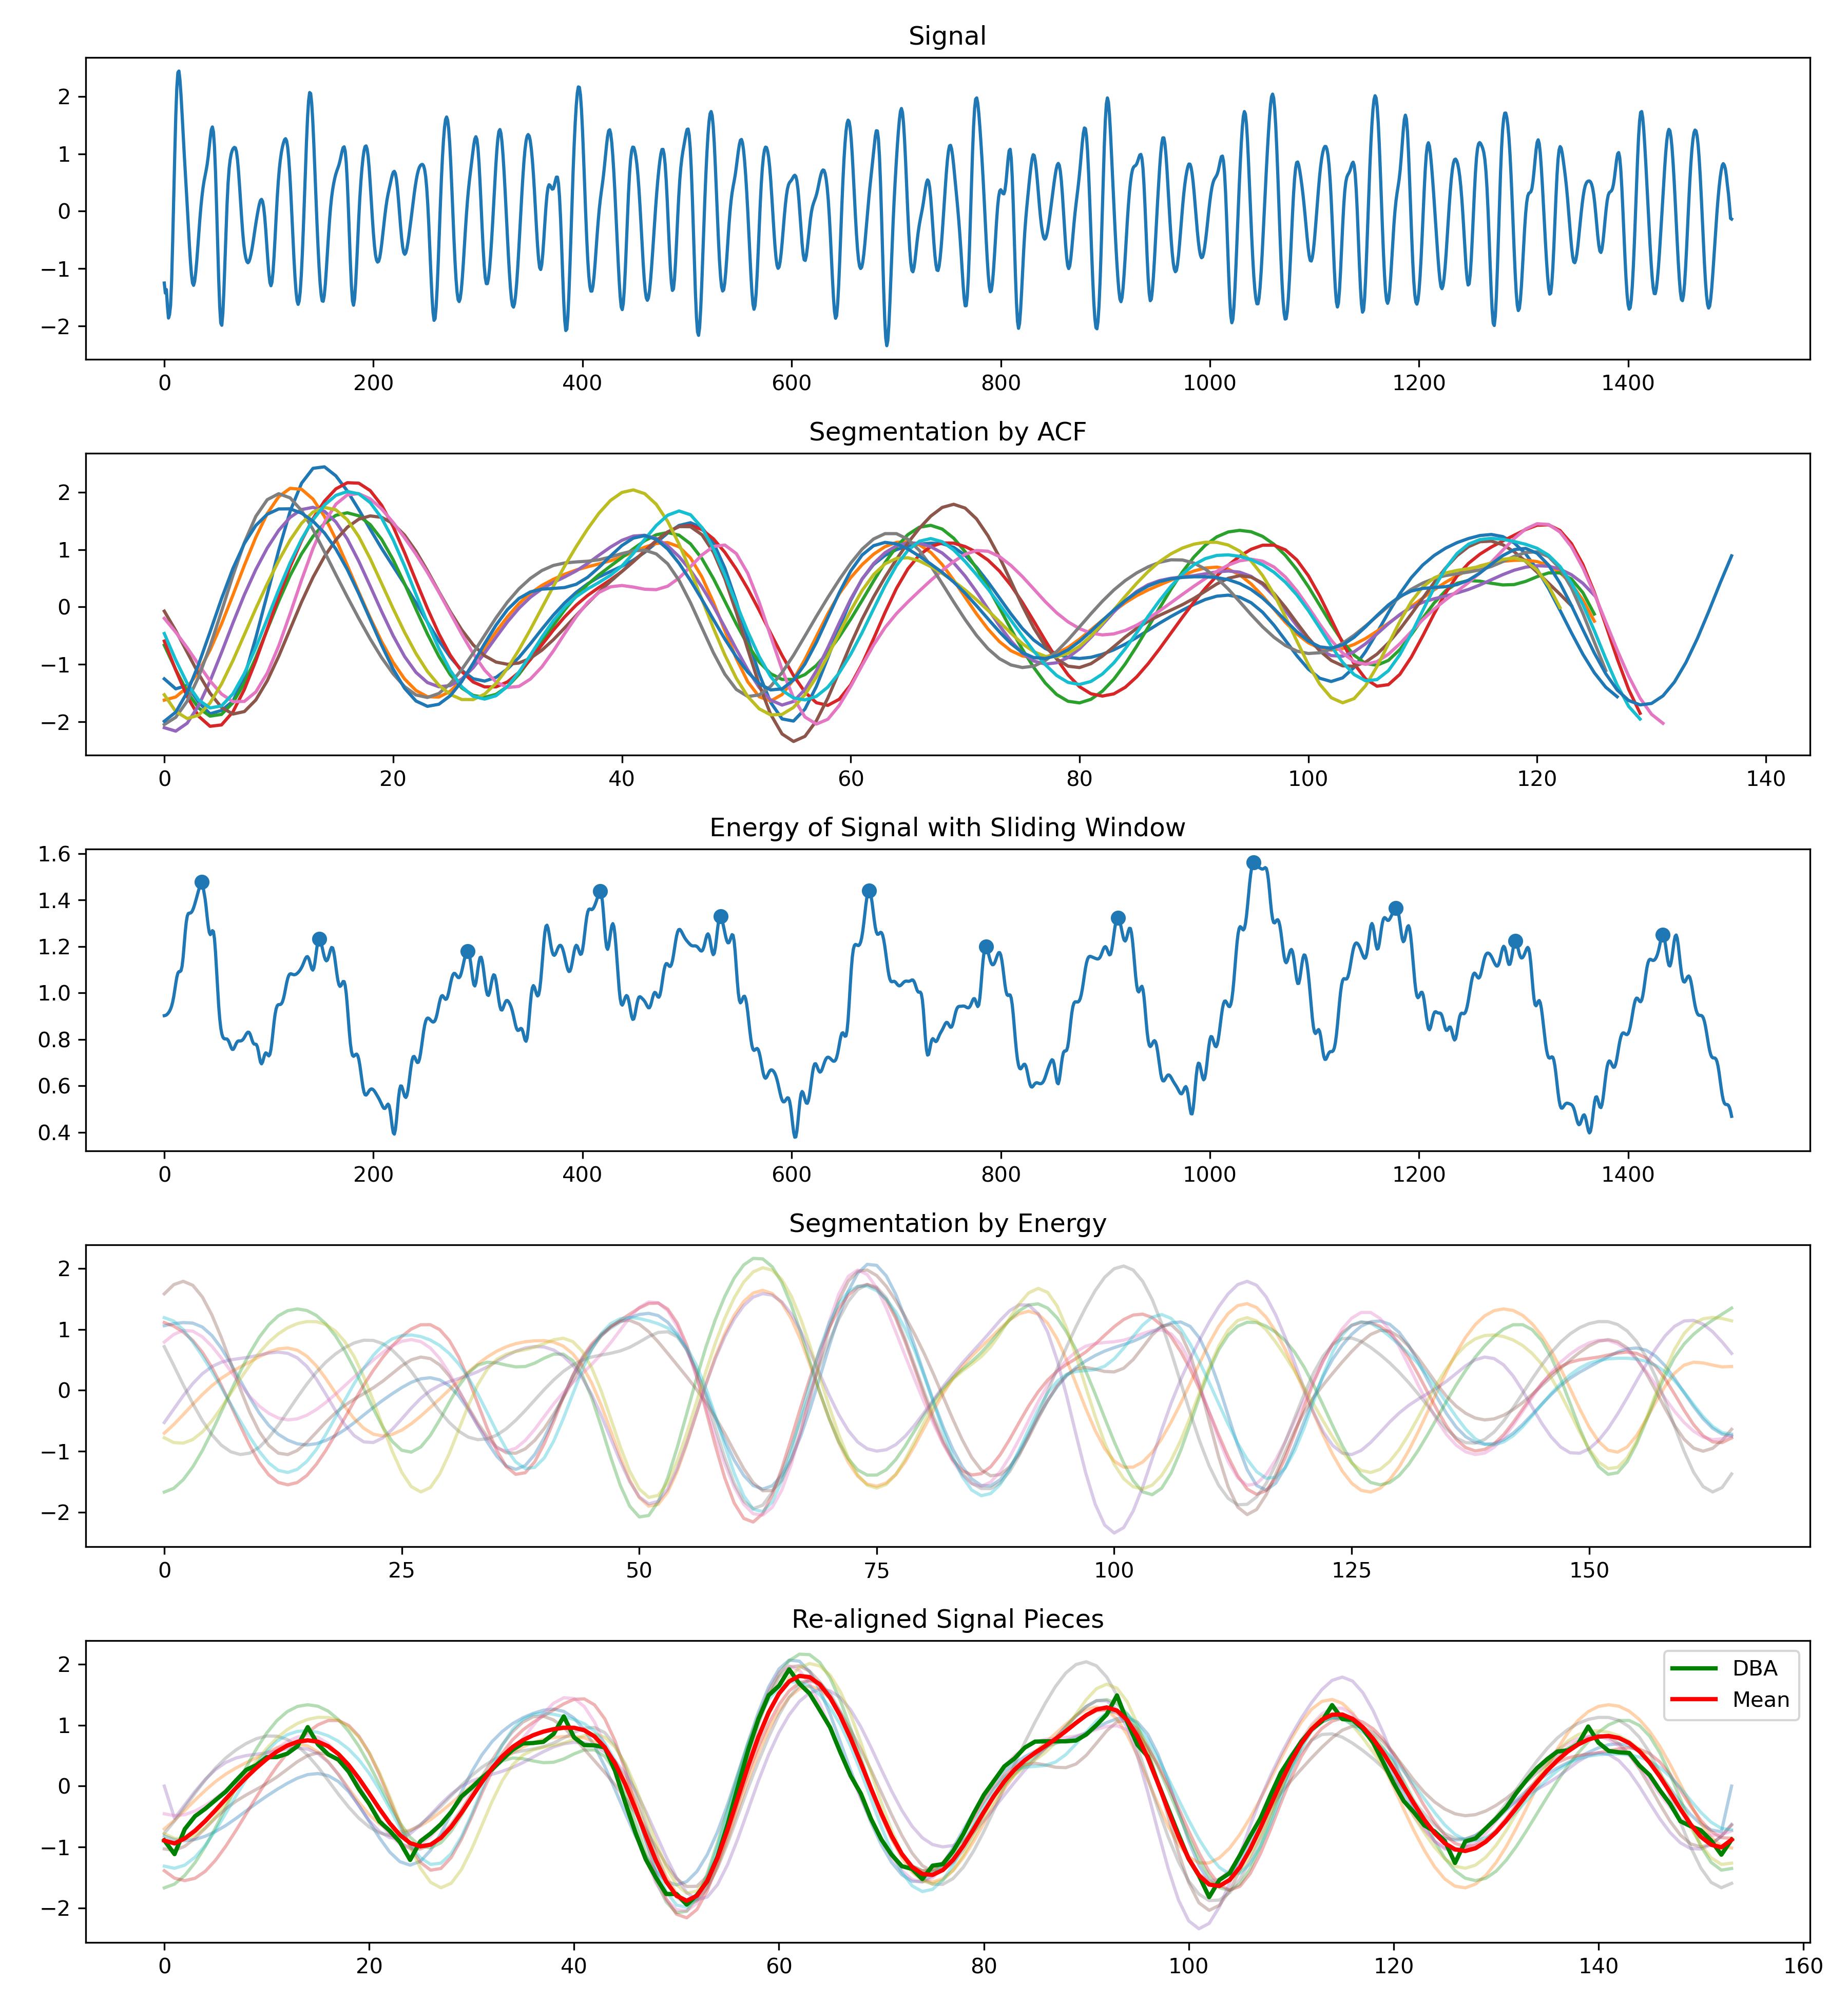 Signal
2
1
0
−1
−2
0 200 400 600 800 1000 1200 1400
Segmentation by ACF
2
1
0
−1
−2
0 20 40 60 80 100 120 140
Energy of Signal with Sliding Window
1.6
1.4
1.2
1.0
0.8
0.6
0.4
0 200 400 600 800 1000 1200 1400
Segmentation by Energy
2
1
0
−1
−2
0 25 50 75 100 125 150
Re-aligned Signal Pieces
2
1
0
−1
−2
DBA
Mean
0 20 40 60 80 100 120 140 160